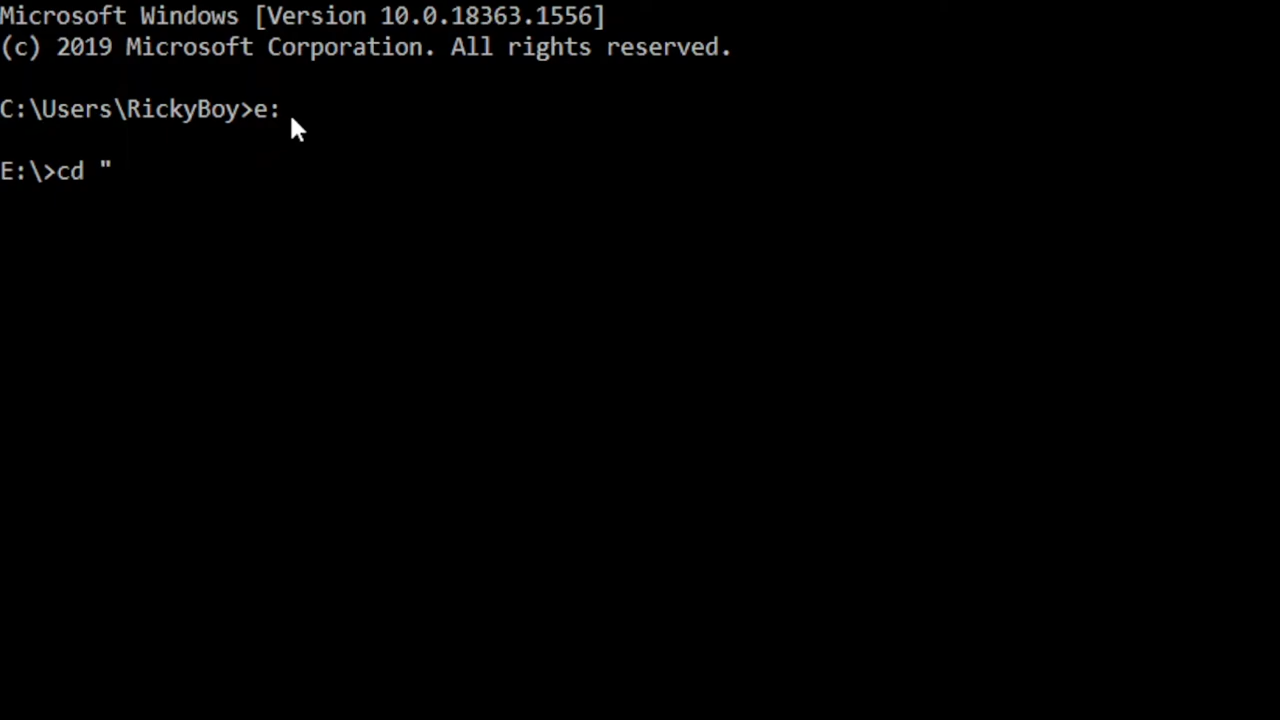 Microsoft Windows [Version 10.0.18363.1556]
(c) 2019 Microsoft Corporation. All rights reserved.
C:\Users\RickyBoy>e:
E:\>cd "